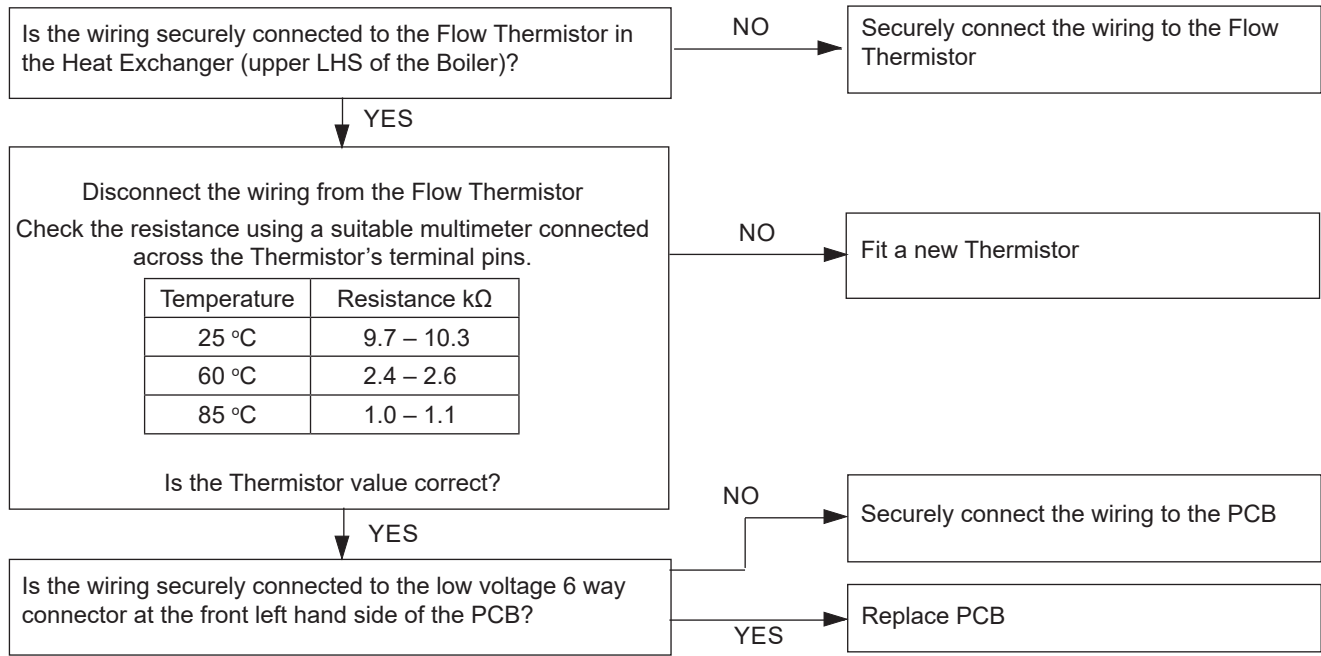 Is the wiring securely connected to the Flow Thermistor in
the Heat Exchanger (upper LHS of the Boiler)?
NO
Securely connect the wiring to the Flow
Thermistor
YES
Disconnect the wiring from the Flow Thermistor
Check the resistance using a suitable multimeter connected
across the Thermistor’s terminal pins.
Temperature Resistance kΩ
25 ºC 9.7 – 10.3
60 ºC 2.4 – 2.6
85 ºC 1.0 – 1.1
Is the Thermistor value correct?
NO
Fit a new Thermistor
YES
Is the wiring securely connected to the low voltage 6 way
connector at the front left hand side of the PCB?
NO
Securely connect the wiring to the PCB
YES
Replace PCB